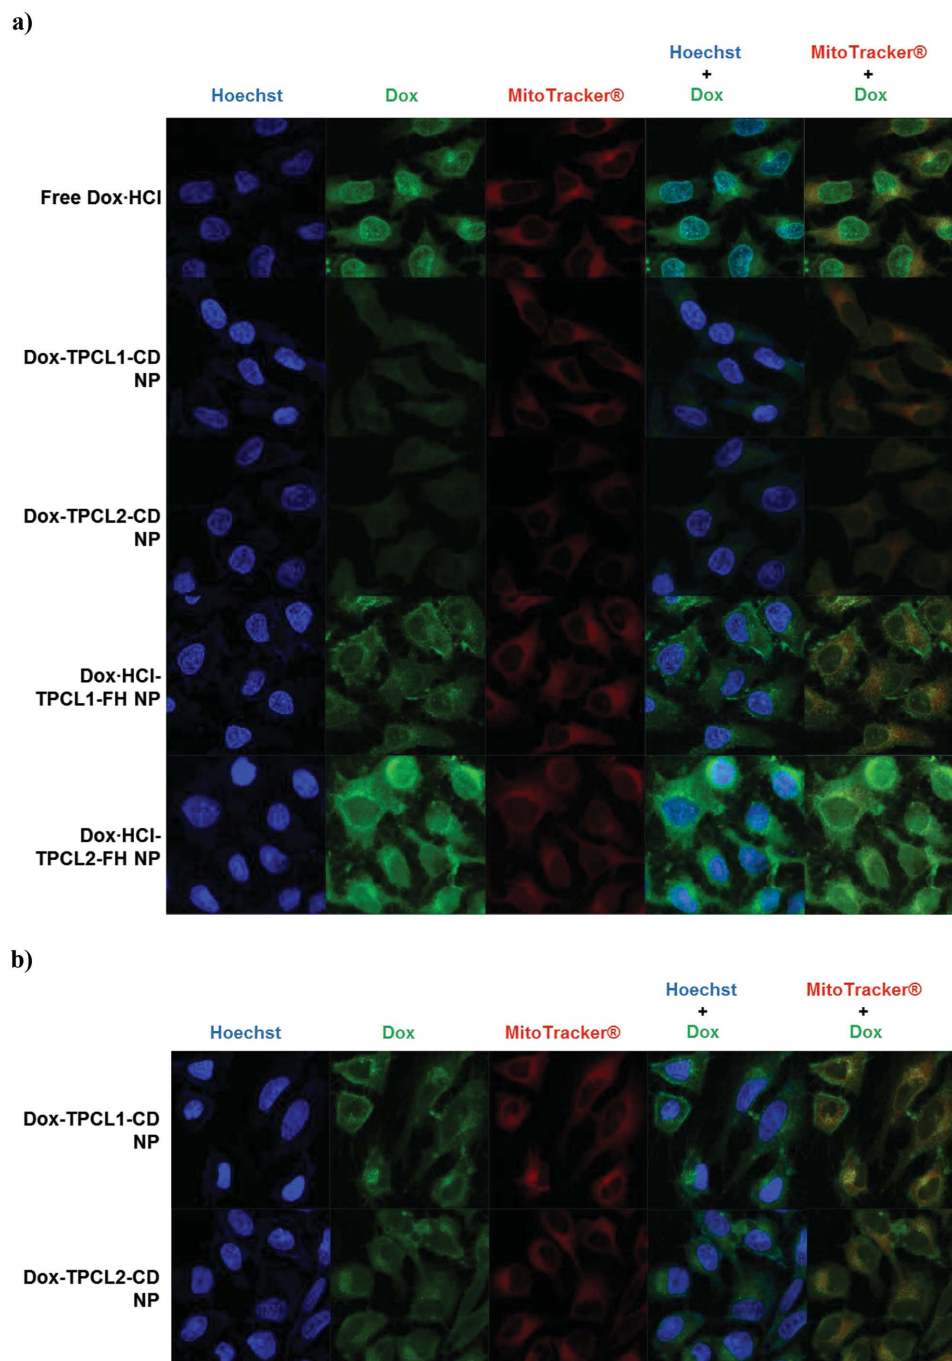 a)
Hoechst
+
Dox
MitoTracker®
+
Dox
Hoechst
Dox
MitoTracker®
Free Dox·HCl
Dox-TPCL1-CD
NP
Dox-TPCL2-CD
NP
Dox·HCl-
TPCL1-FH NP
Dox·HCl-
TPCL2-FH NP
b)
Hoechst
+
Dox
MitoTracker®
+
Dox
Hoechst
Dox
MitoTracker®
Dox-TPCL1-CD
NP
Dox-TPCL2-CD
NP